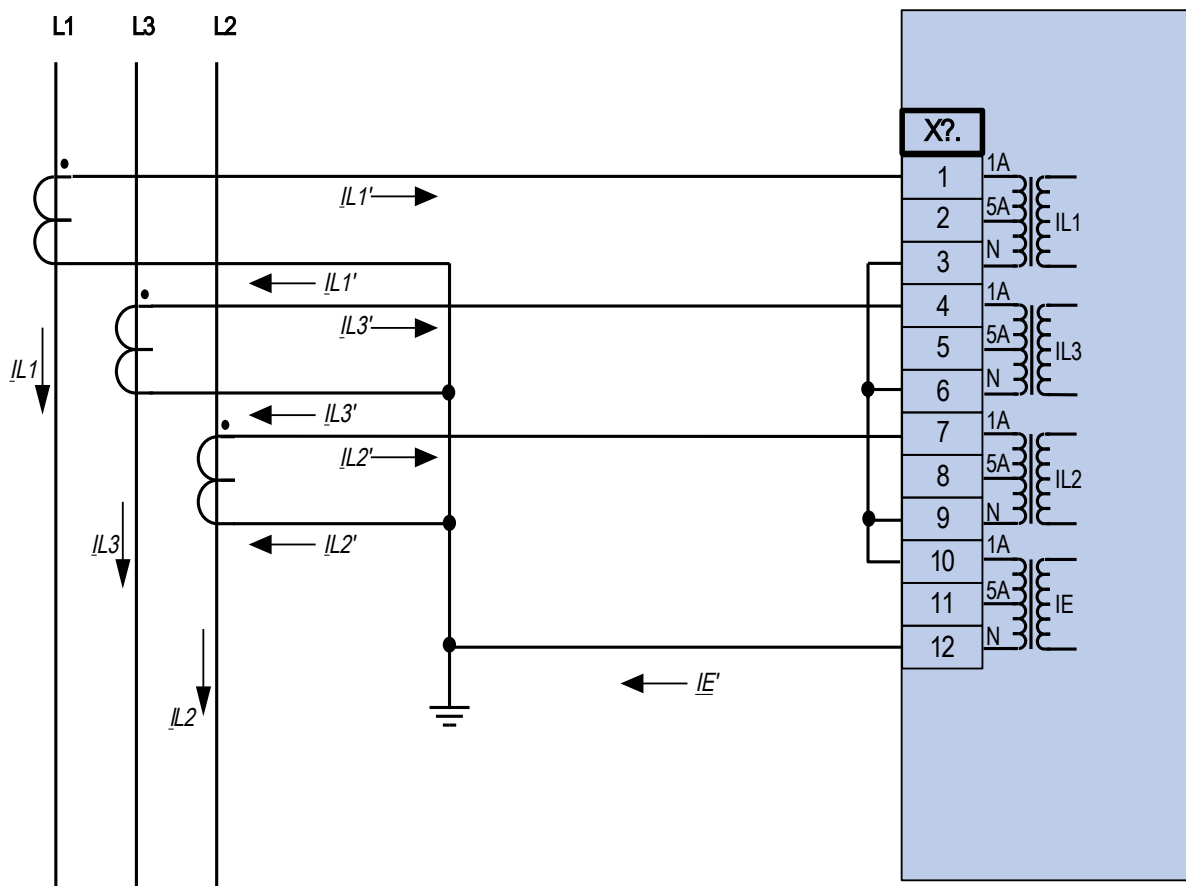 L1 L3 L2
X?.
1 1A
IL1'
2 5A IL1
3 N
IL1'
4 1A
IL3'
5 5A IL3
IL1
6 N
IL3'
7 1A
IL2'
8 5A IL2
9 N
IL3
IL2'
10 1A
11 5A IE
12 N
IE'
IL2